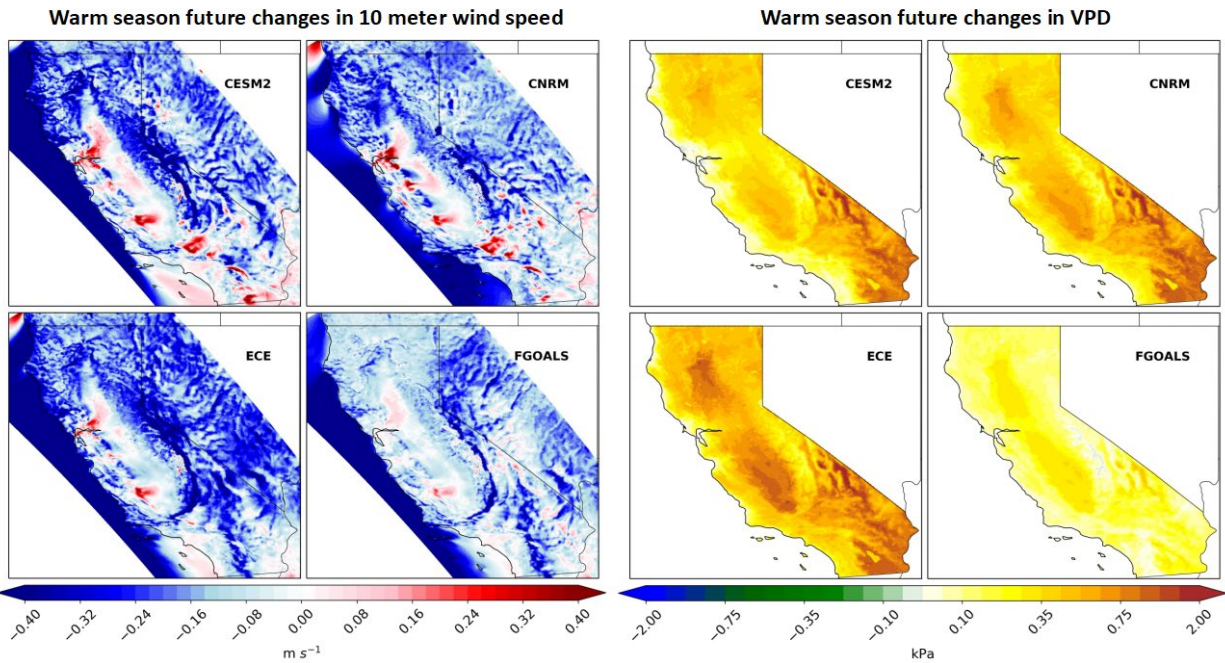 Warm season future changes in 10 meter wind speed
CESM2
CNRM
ECE
FGOALS
−0.40
−0.32
−0.24
−0.16
−0.08
0.00
0.08
0.16
0.24
0.32
0.40
m s⁻¹
Warm season future changes in VPD
CESM2
CNRM
ECE
FGOALS
−2.00
−0.75
−0.35
−0.10
0.10
0.35
0.75
2.00
kPa